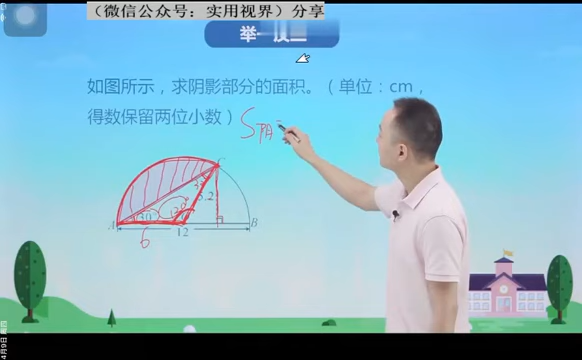 （微信公众号：实用视界）分享
举一反三
如图所示，求阴影部分的面积。（单位：cm，
得数保留两位小数）
S阴
C
5.2
A
30°
B
6
12